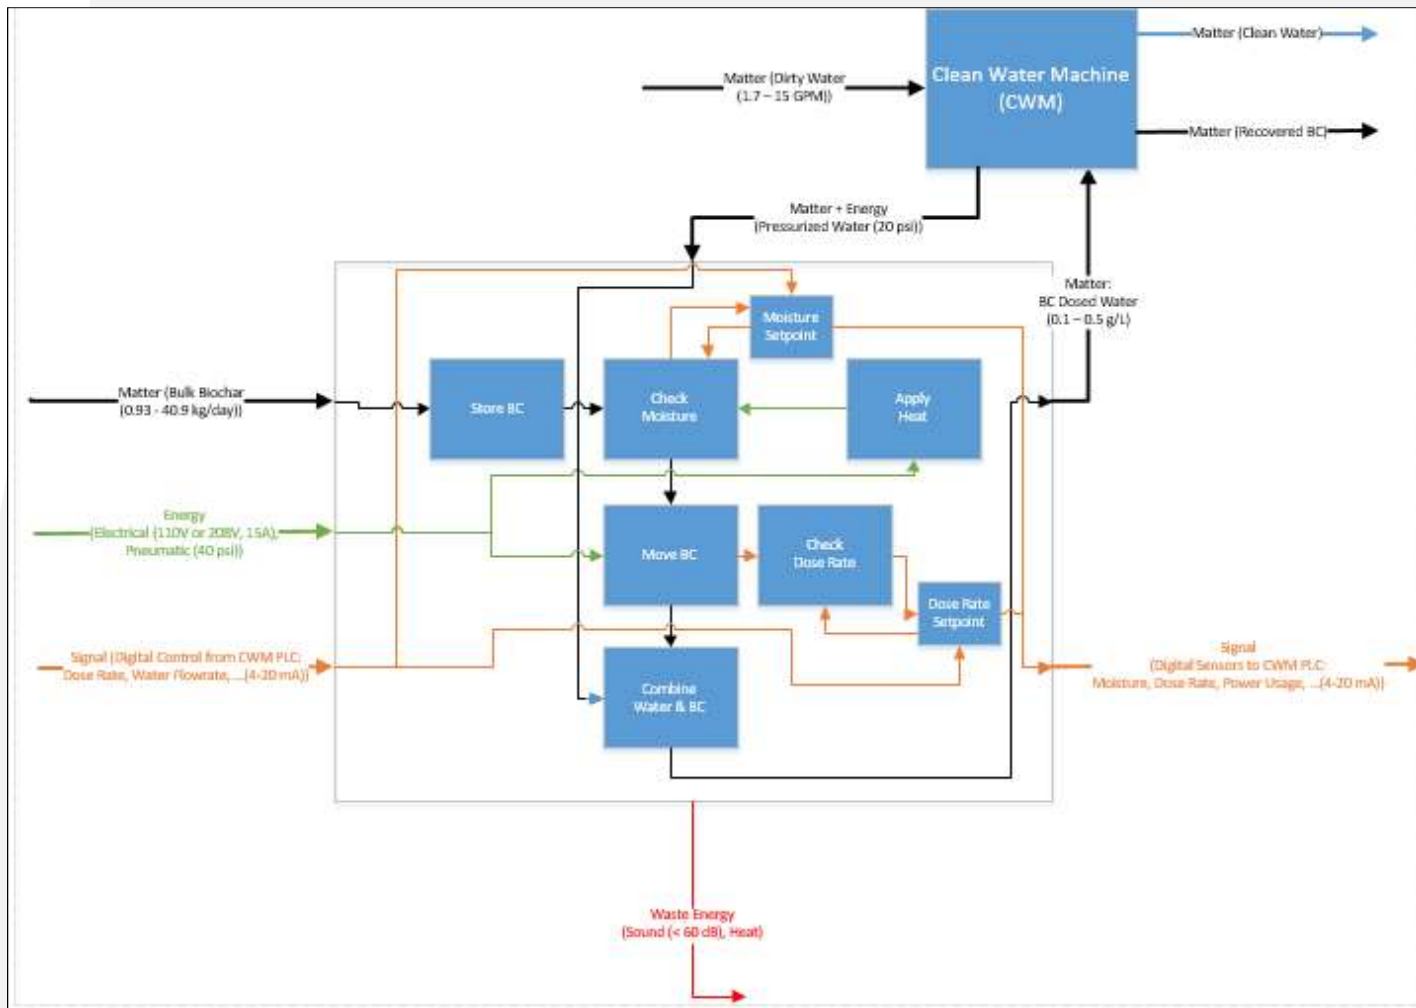 Matter (Clean Water)
Clean Water Machine
(CWM)
Matter (Dirty Water
(1.7 – 15 GPM))
Matter (Recovered BC)
Matter + Energy
(Pressurized Water (20 psi))
Matter:
BC Dosed Water
(0.1 – 0.5 g/L)
Moisture
Setpoint
Matter (Bulk Biochar
(0.93 - 40.9 kg/day))
Store BC
Check
Moisture
Apply
Heat
Energy
(Electrical (110V or 208V, 15A),
Pneumatic (40 psi))
Move BC
Check
Dose Rate
Dose Rate
Setpoint
Signal (Digital Control from CWM PLC:
Dose Rate, Water Flowrate, ...(4-20 mA))
Signal
(Digital Sensors to CWM PLC:
Moisture, Dose Rate, Power Usage, ...(4-20 mA))
Combine
Water & BC
Waste Energy
(Sound (< 60 dB), Heat)